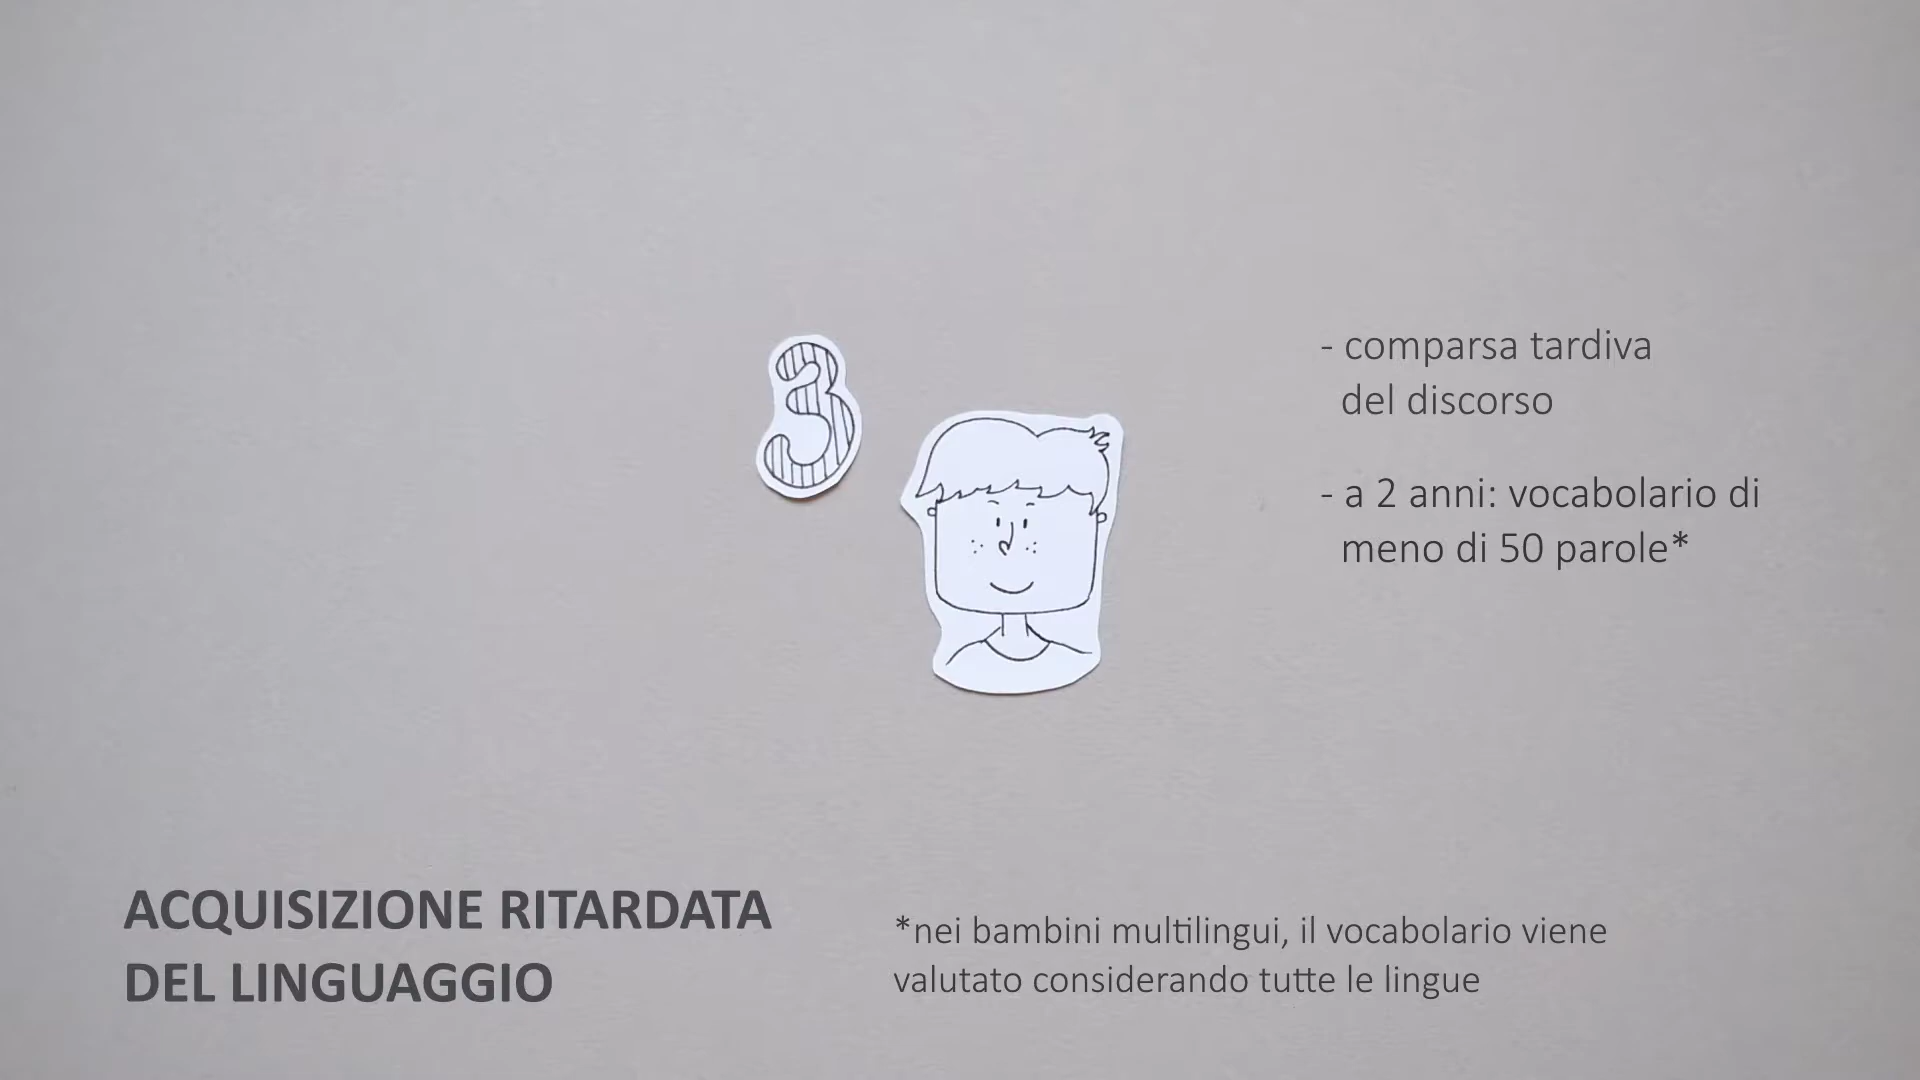 3
- comparsa tardiva
del discorso
- a 2 anni: vocabolario di
meno di 50 parole*
ACQUISIZIONE RITARDATA
DEL LINGUAGGIO
*nei bambini multilingui, il vocabolario viene
valutato considerando tutte le lingue